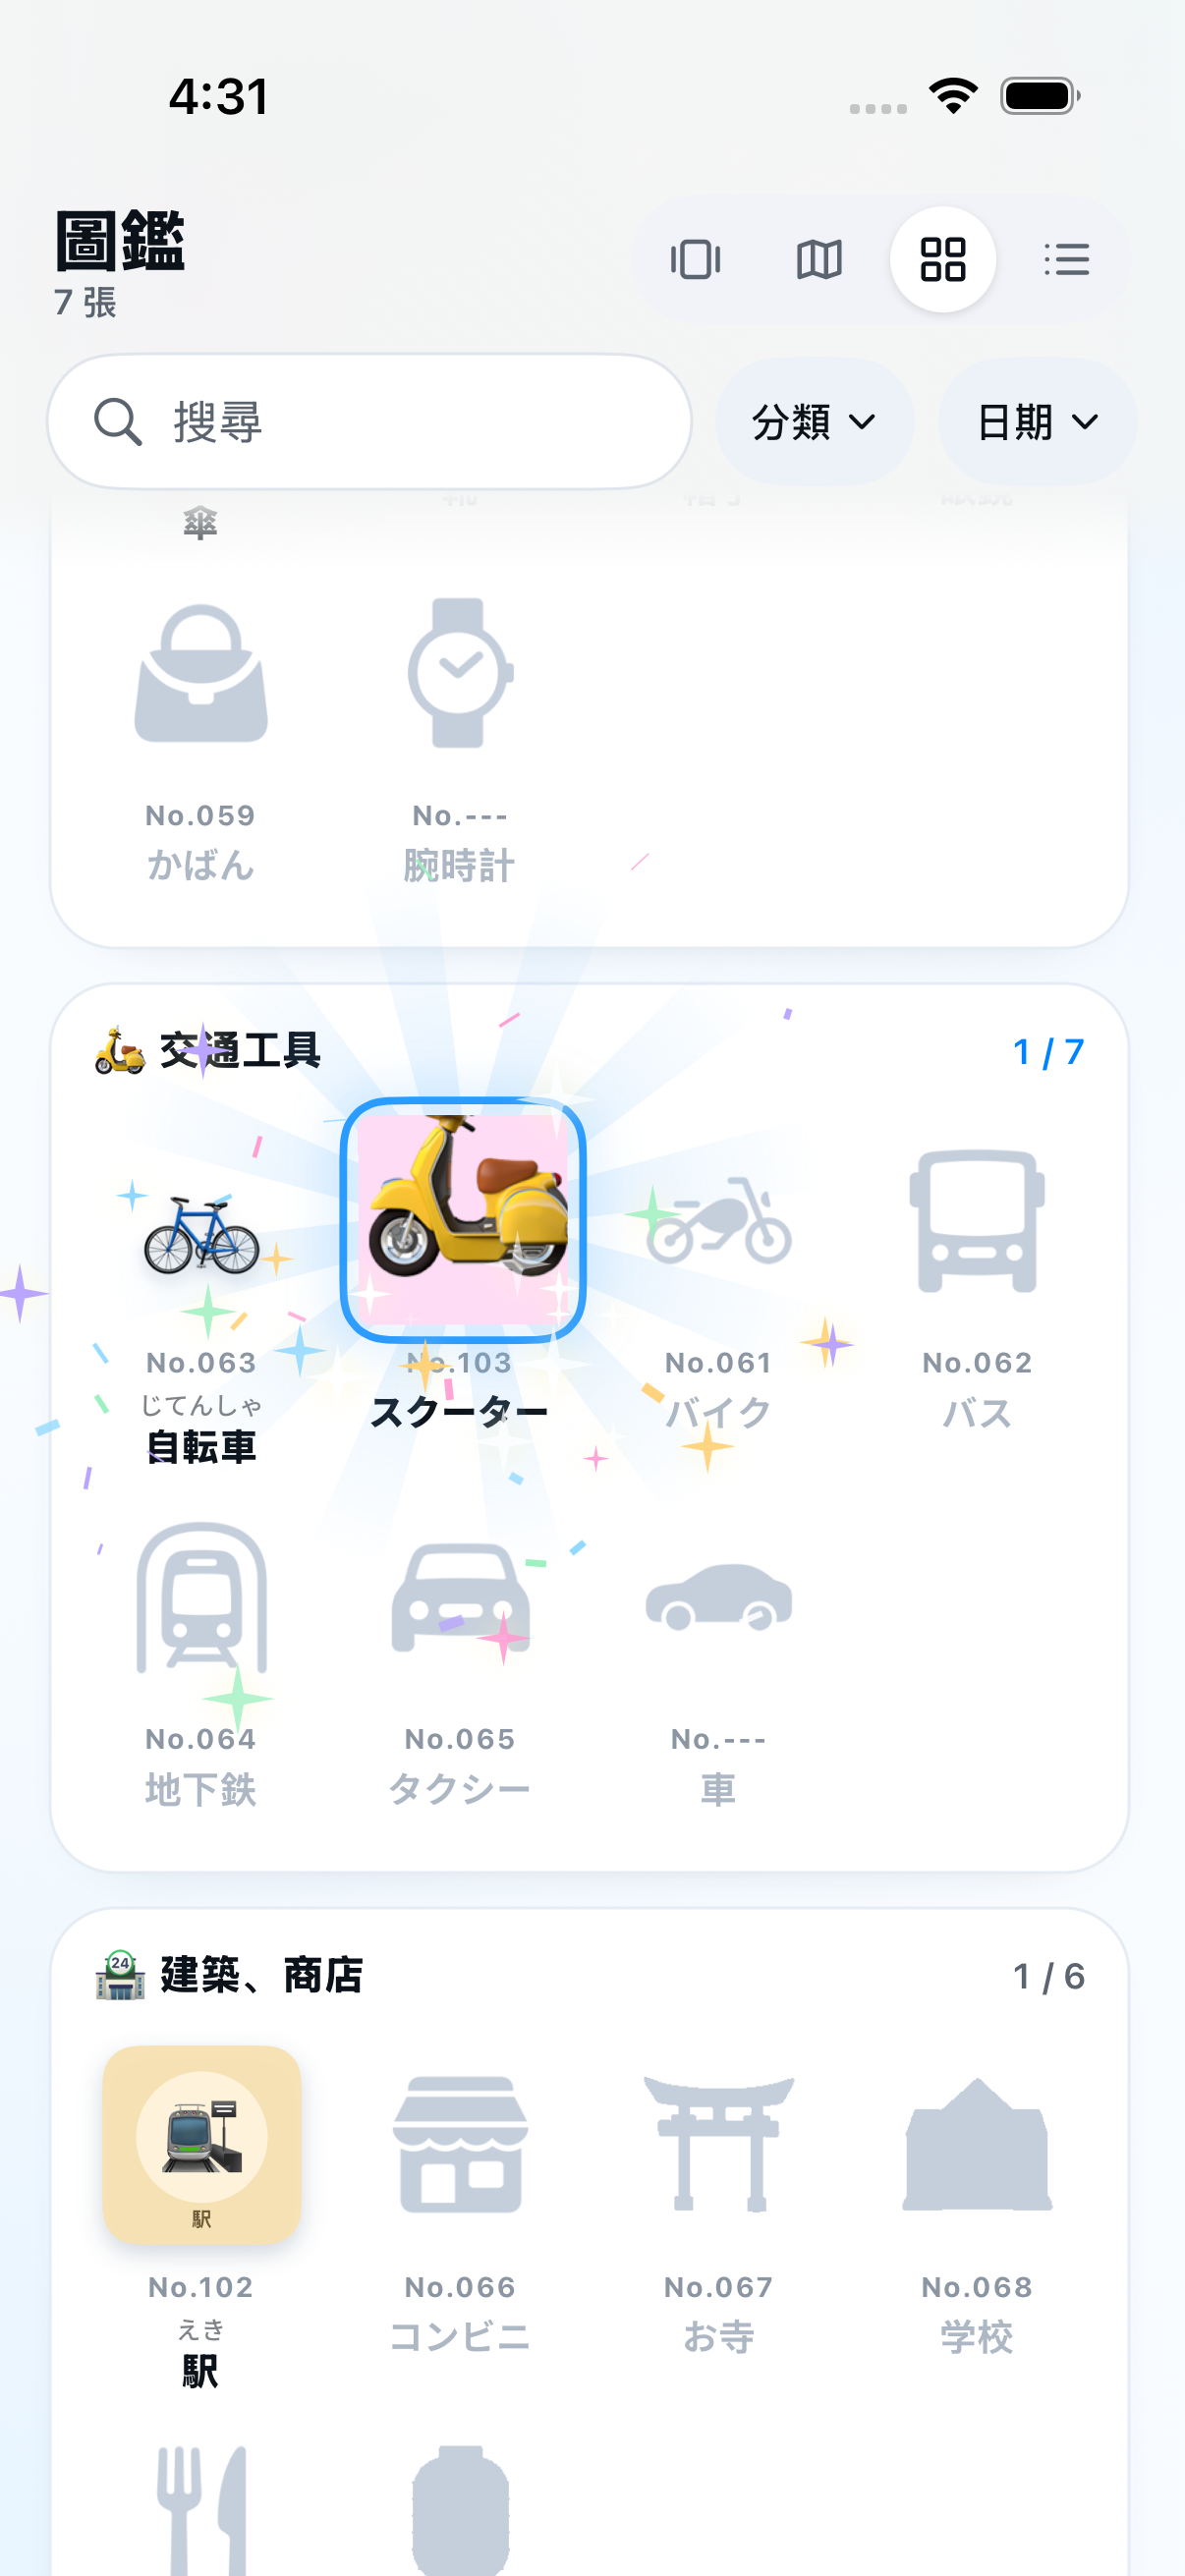 4:31
圖鑑
7 張
搜尋
分類
日期
傘
No.059
かばん
No.---
腕時計
交通工具
1 / 7
No.063
じてんしゃ
自転車
No.103
スクーター
No.061
バイク
No.062
バス
No.064
地下鉄
No.065
タクシー
No.---
車
24
建築、商店
1 / 6
駅
No.102
えき
駅
No.066
コンビニ
No.067
お寺
No.068
学校